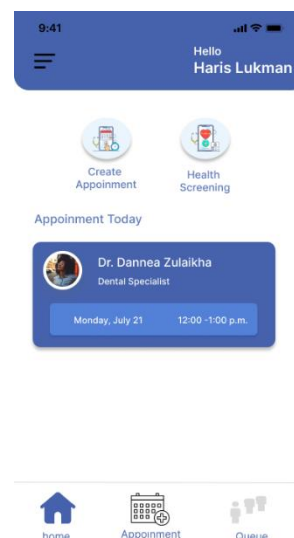 9:41
Hello
Haris Lukman
Create
Appoinment
Health
Screening
Appoinment Today
Dr. Dannea Zulaikha
Dental Specialist
Monday, July 21
12:00 -1:00 p.m.
home
Appoinment
Queue